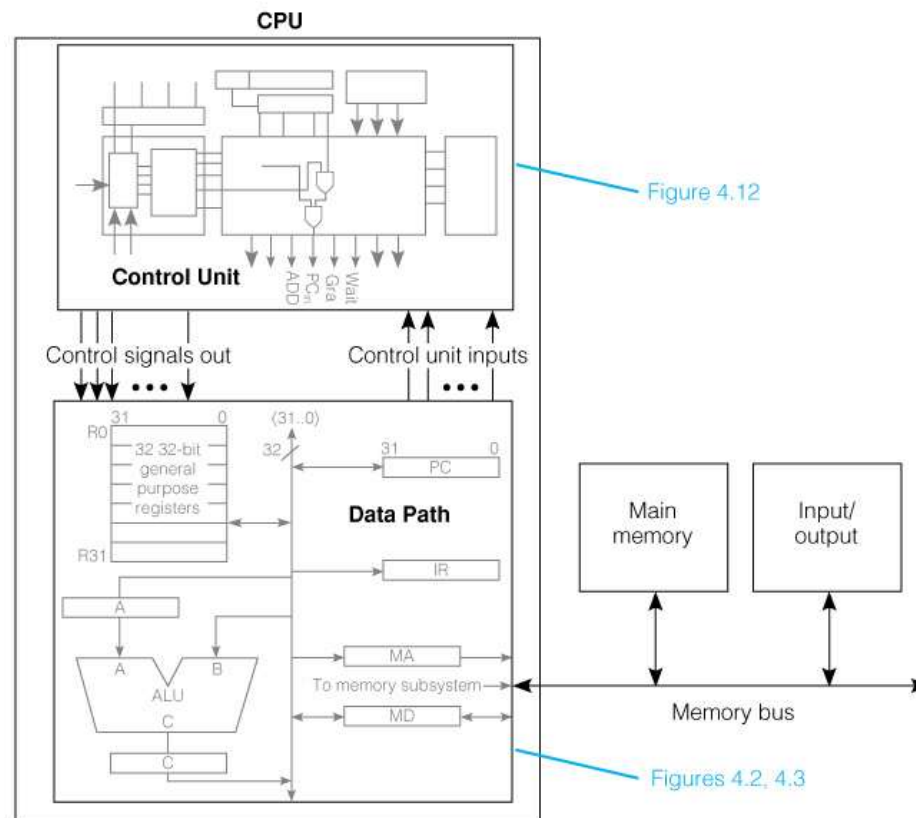 CPU
Figure 4.12
Control Unit
ADD
PCin
Gra
Wait
Control signals out
Control unit inputs
•••
•••
31
0
⟨31..0⟩
R0
32
31
0
32 32-bit
general
purpose
registers
PC
Data Path
Main
memory
Input/
output
R31
IR
A
A
B
MA
ALU
To memory subsystem
C
MD
Memory bus
C
Figures 4.2, 4.3